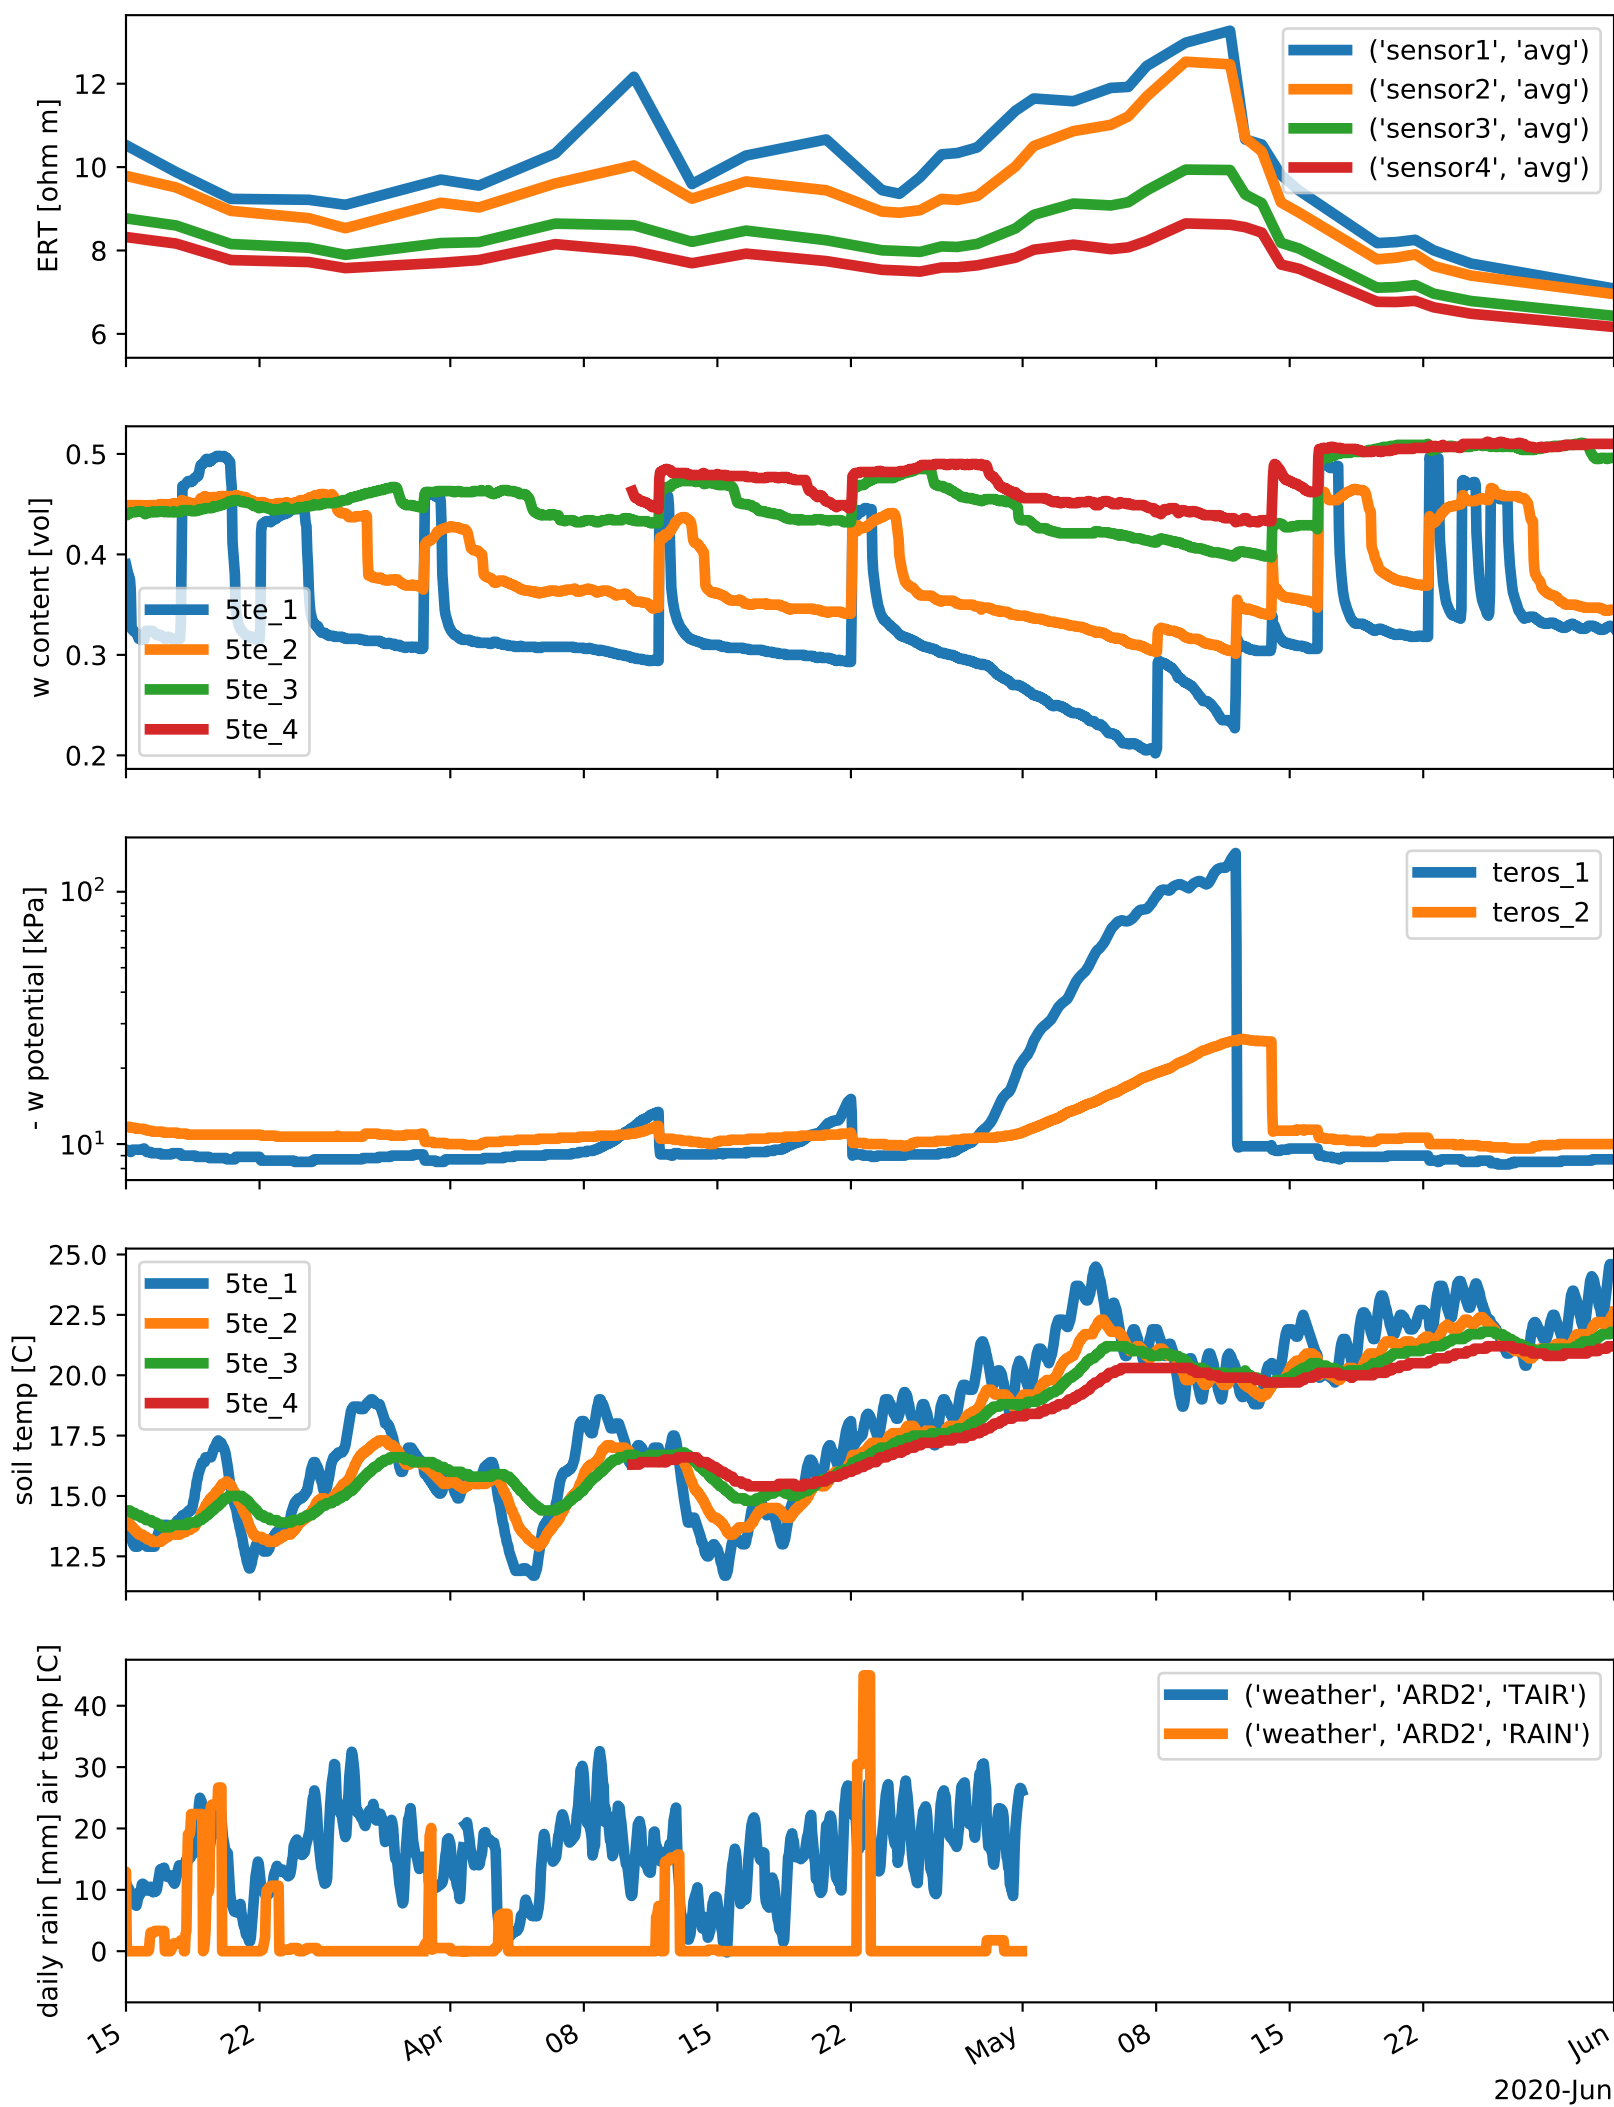 ERT [ohm m]
12
10
8
6
('sensor1', 'avg')
('sensor2', 'avg')
('sensor3', 'avg')
('sensor4', 'avg')
w content [vol]
0.5
0.4
0.3
0.2
5te_1
5te_2
5te_3
5te_4
- w potential [kPa]
10²
10¹
teros_1
teros_2
soil temp [C]
25.0
22.5
20.0
17.5
15.0
12.5
5te_1
5te_2
5te_3
5te_4
daily rain [mm] air temp [C]
40
30
20
10
0
('weather', 'ARD2', 'TAIR')
('weather', 'ARD2', 'RAIN')
15 22 Apr 08 15 22 May 08 15 22 Jun
2020-Jun